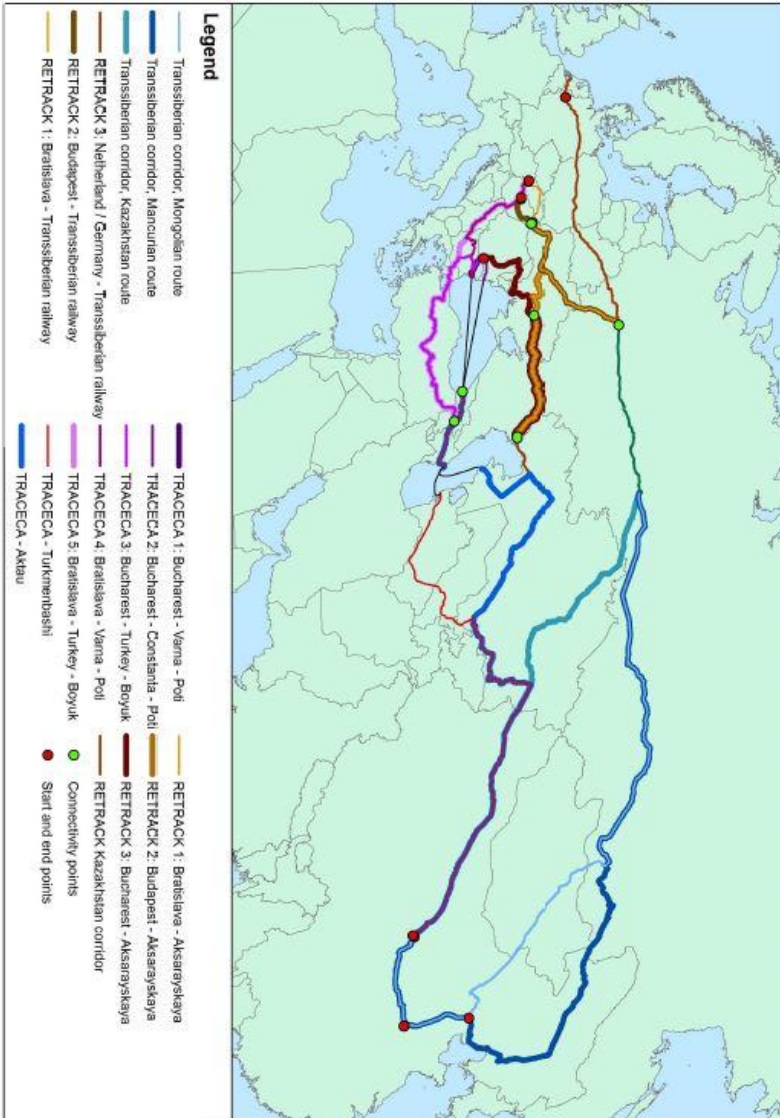 Legend
Transsiberian corridor, Mongolian route
Transsiberian corridor, Mancurian route
Transsiberian corridor, Kazakhstan route
RETRACK 3: Netherland / Germany - Transsiberian railway
RETRACK 2: Budapest - Transsiberian railway
RETRACK 1: Bratislava - Transsiberian railway
TRACECA 1: Bucharest - Varna - Poti
TRACECA 2: Bucharest - Constanta - Poti
TRACECA 3: Bucharest - Turkey - Boyuk
TRACECA 4: Bratislava - Varna - Poti
TRACECA 5: Bratislava - Turkey - Boyuk
TRACECA - Turkmenbashi
TRACECA - Aktau
RETRACK 1: Bratislava - Aksarayskaya
RETRACK 2: Budapest - Aksarayskaya
RETRACK 3: Bucharest - Aksarayskaya
RETRACK Kazakhstan corridor
Connectivity points
Start and end points